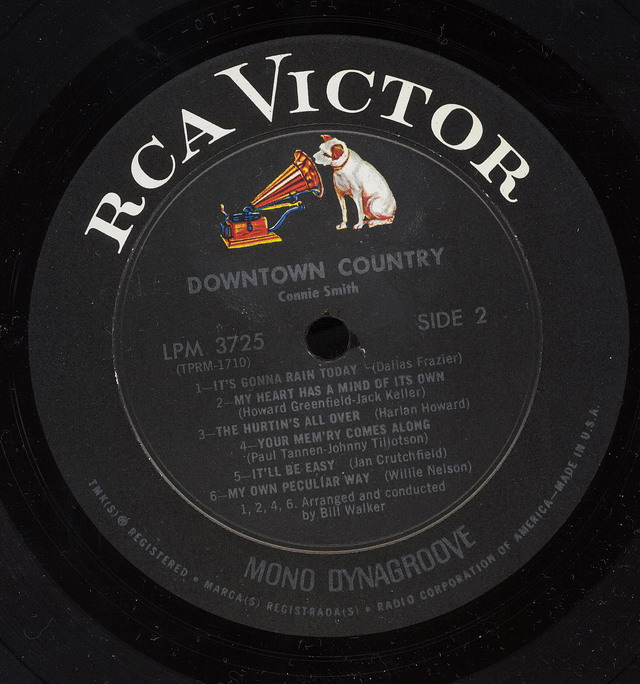 RCA VICTOR
DOWNTOWN COUNTRY
Connie Smith
LPM 3725
SIDE 2
(TPRM-1710)
1—IT'S GONNA RAIN TODAY (Dallas Frazier)
2—MY HEART HAS A MIND OF ITS OWN
(Howard Greenfield-Jack Keller)
3—THE HURTIN'S ALL OVER (Harlan Howard)
4—YOUR MEM'RY COMES ALONG
(Paul Tannen-Johnny Tillotson)
5—IT'LL BE EASY (Jan Crutchfield)
6—MY OWN PECULIAR WAY (Willie Nelson)
1, 2, 4, 6. Arranged and conducted
by Bill Walker
MONO DYNAGROOVE
TMK(S) ® REGISTERED • MARCA(S) REGISTRADA(S) • RADIO CORPORATION OF AMERICA—MADE IN U.S.A.